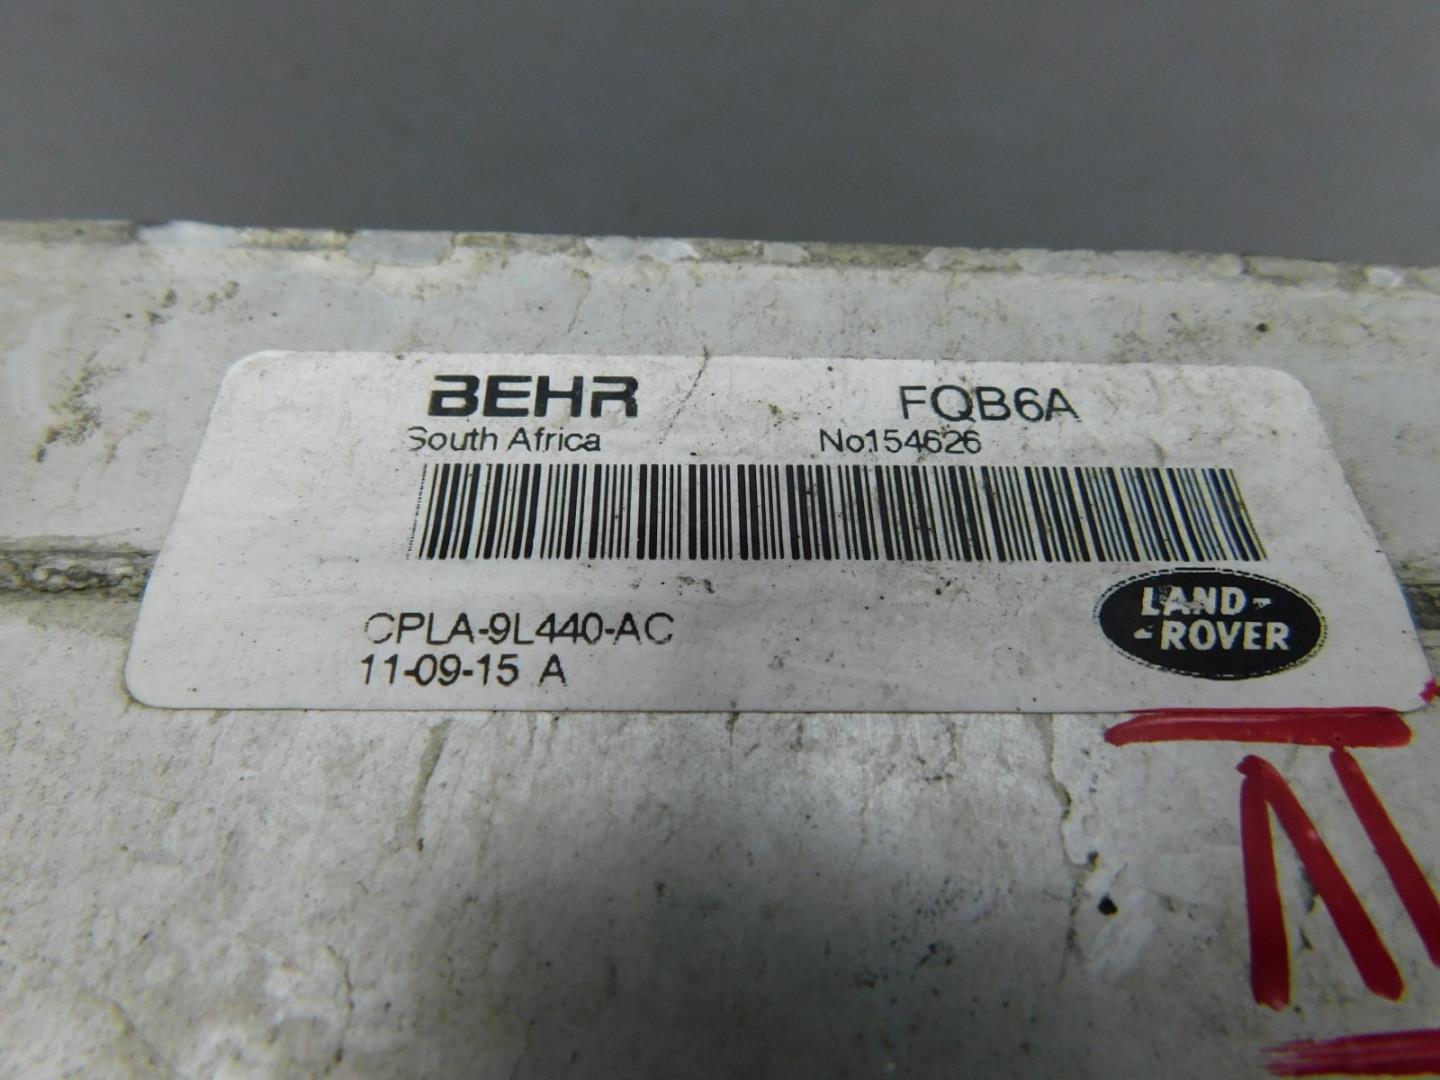 BEHR
FQB6A
South Africa
No154626
CPLA-9L440-AC
11-09-15 A
LAND-
-ROVER